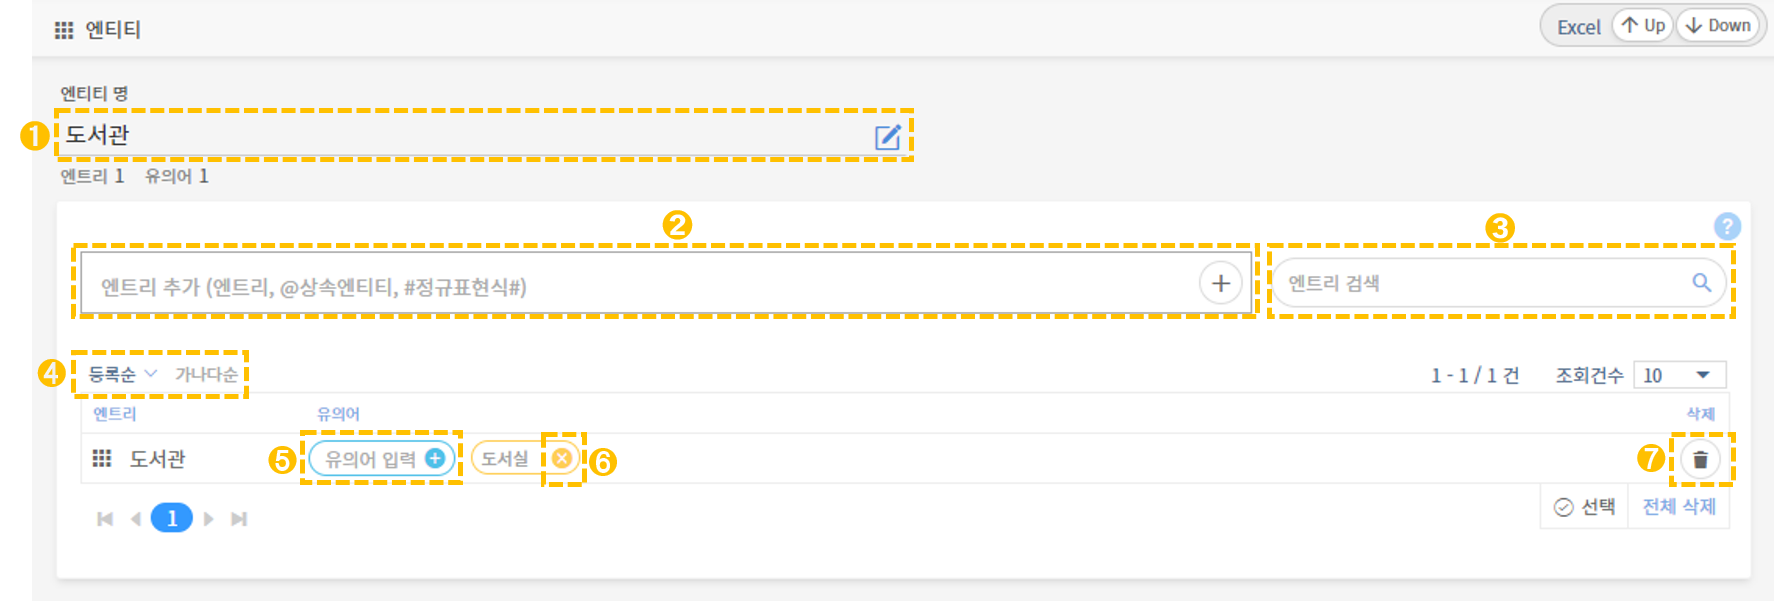 엔티티
Excel Up Down
엔티티 명
1 도서관
엔트리 1 유의어 1
2
3 ?
엔트리 추가 (엔트리, @상속엔티티, #정규표현식#)
엔트리 검색
4 등록순 가나다순 1 - 1 / 1 건 조회건수 10
엔트리 유의어 삭제
도서관 5 유의어 입력 도서실 6 7
1
선택 전체 삭제